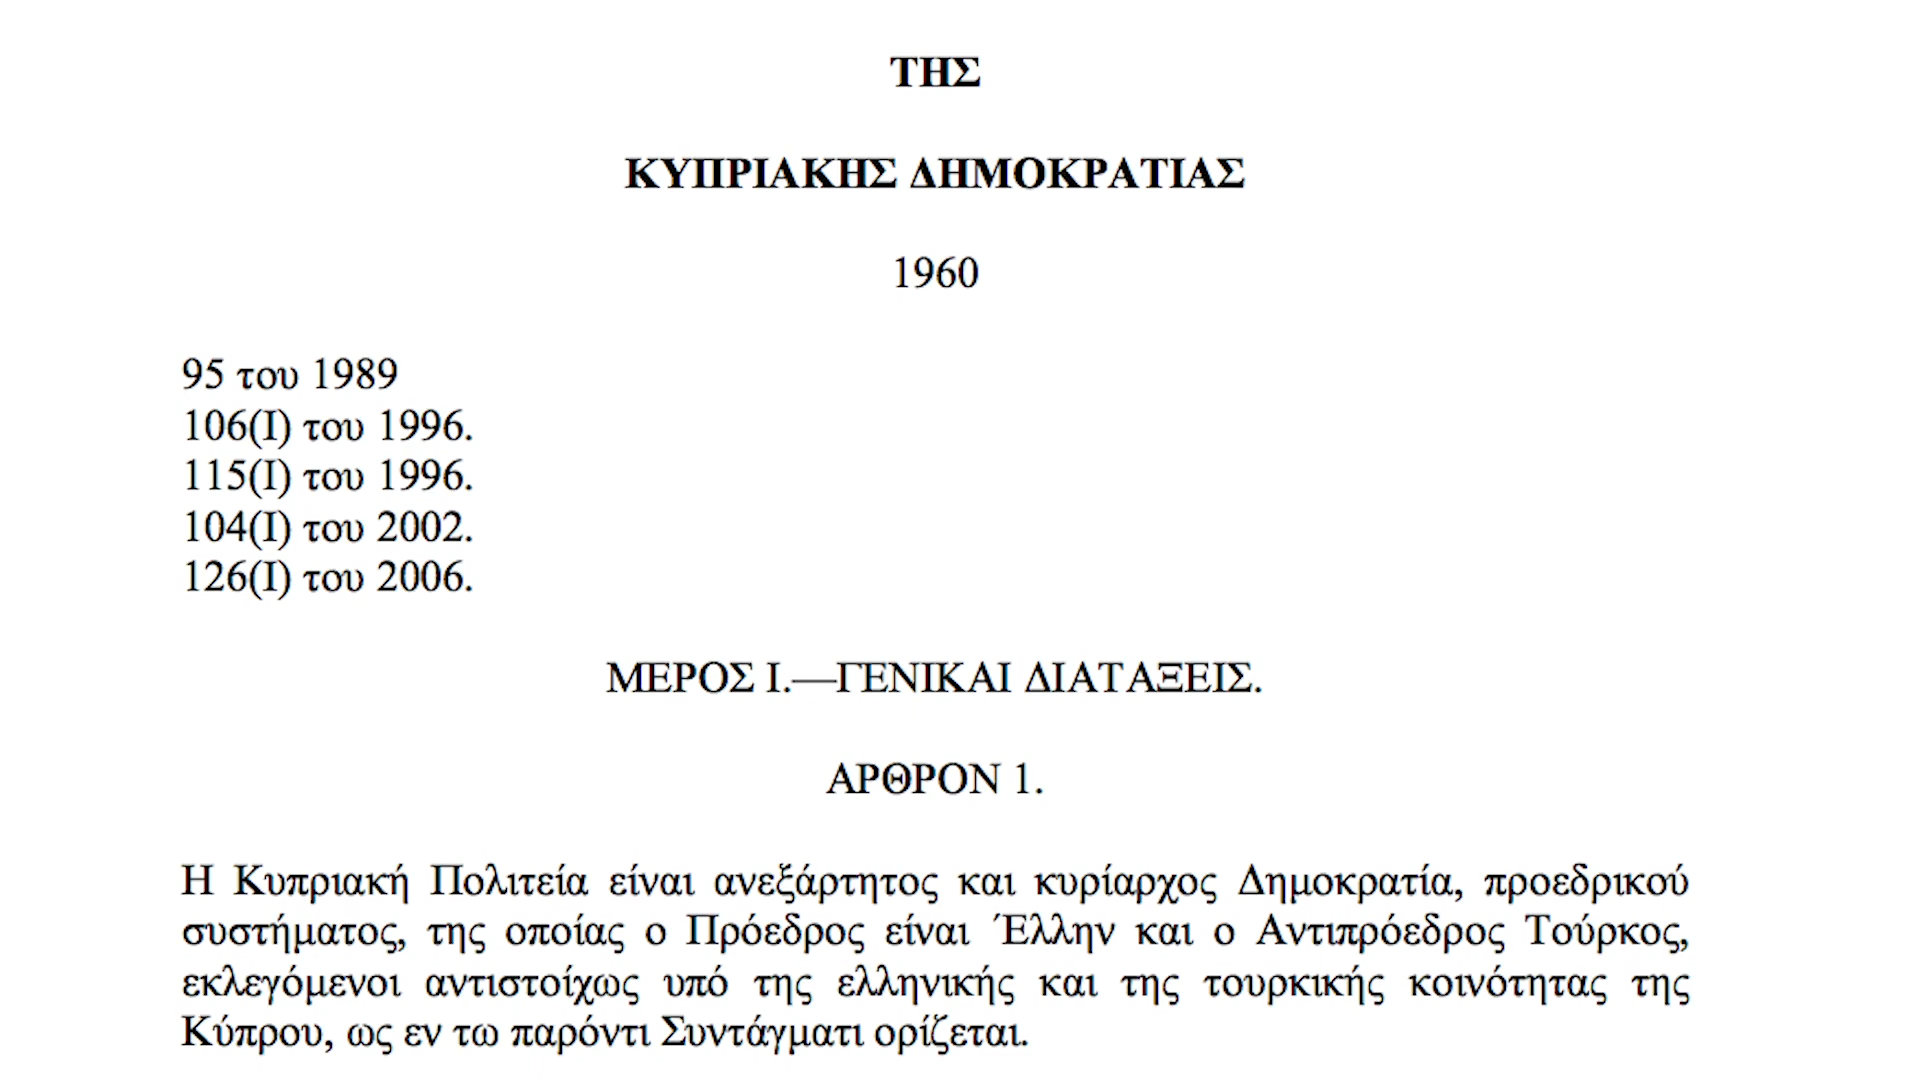 ΤΗΣ
ΚΥΠΡΙΑΚΗΣ ΔΗΜΟΚΡΑΤΙΑΣ
1960
95 του 1989
106(Ι) του 1996.
115(Ι) του 1996.
104(Ι) του 2002.
126(Ι) του 2006.
ΜΕΡΟΣ Ι.—ΓΕΝΙΚΑΙ ΔΙΑΤΑΞΕΙΣ.
ΑΡΘΡΟΝ 1.
Η Κυπριακή Πολιτεία είναι ανεξάρτητος και κυρίαρχος Δημοκρατία, προεδρικού
συστήματος, της οποίας ο Πρόεδρος είναι Έλλην και ο Αντιπρόεδρος Τούρκος,
εκλεγόμενοι αντιστοίχως υπό της ελληνικής και της τουρκικής κοινότητας της
Κύπρου, ως εν τω παρόντι Συντάγματι ορίζεται.